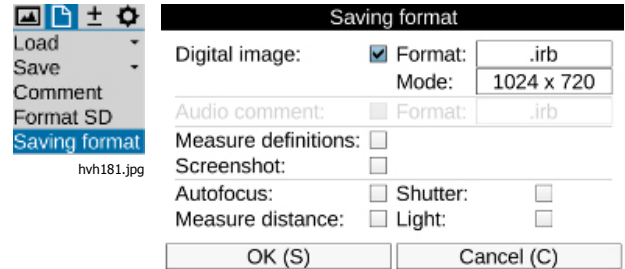 Load
Save
Comment
Format SD
Saving format
hvh181.jpg
Saving format
Digital image: Format: .irb
Mode: 1024 x 720
Audio comment: Format: .irb
Measure definitions:
Screenshot:
Autofocus: Shutter:
Measure distance: Light:
OK (S) Cancel (C)